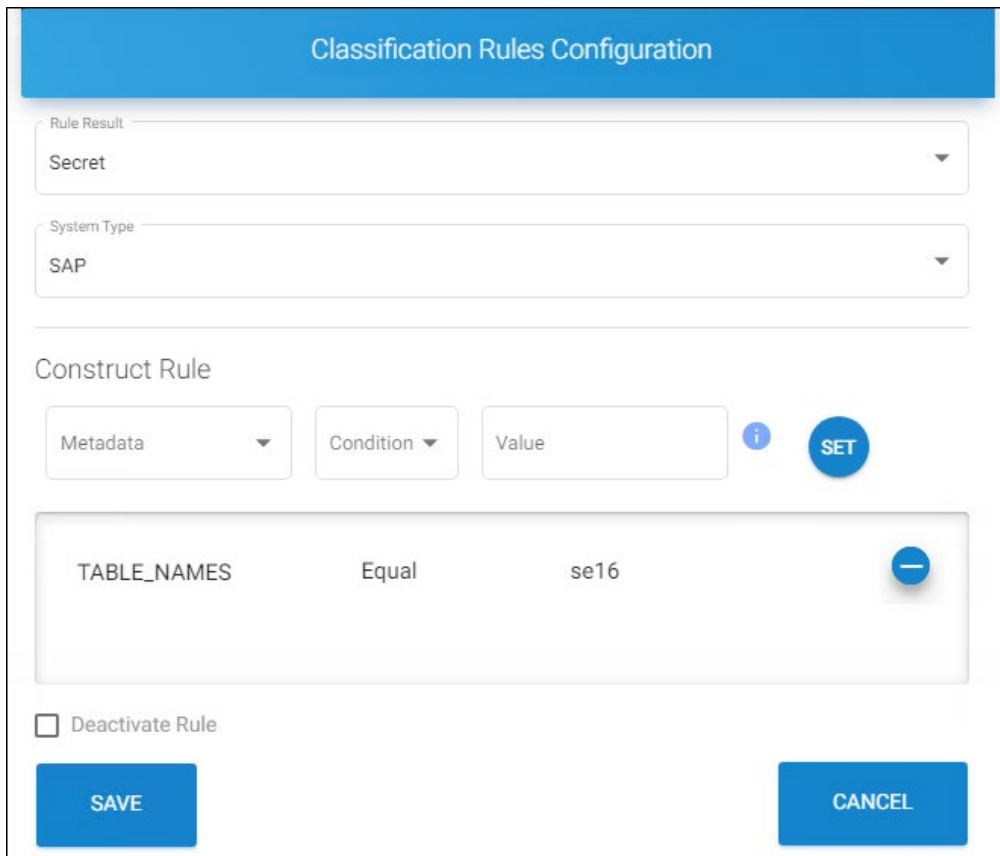 Classification Rules Configuration
Rule Result
Secret
System Type
SAP
Construct Rule
Metadata Condition Value i SET
TABLE_NAMES Equal se16
Deactivate Rule
SAVE CANCEL